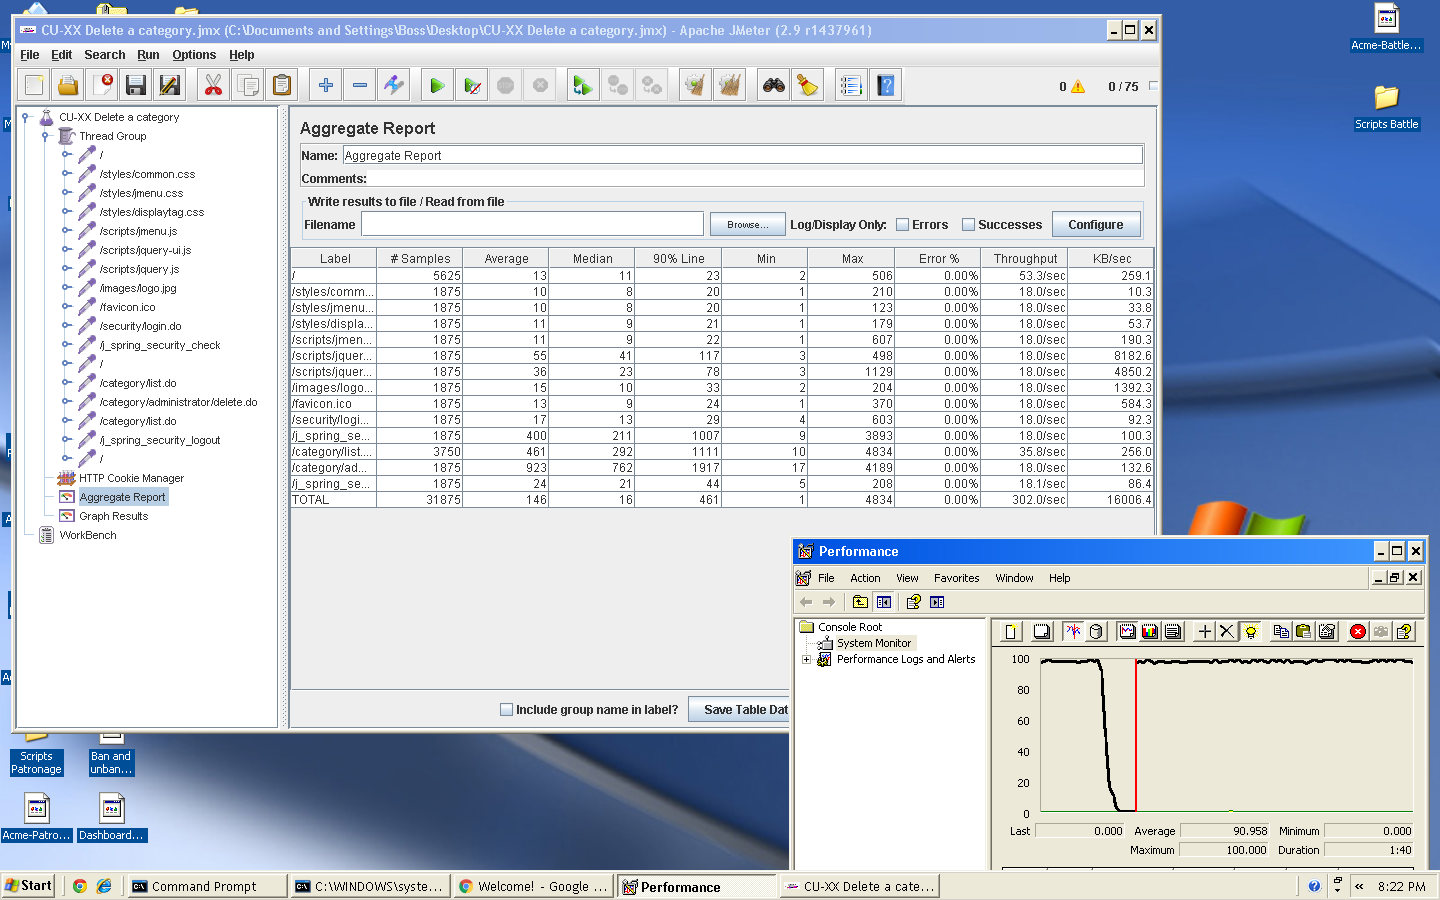 CU-XX Delete a category.jmx (C:\Documents and Settings\Boss\Desktop\CU-XX Delete a category.jmx) - Apache JMeter (2.9 r1437961)
File Edit Search Run Options Help
0 0 / 75
CU-XX Delete a category
Thread Group
/
/styles/common.css
/styles/jmenu.css
/styles/displaytag.css
/scripts/jmenu.js
/scripts/jquery-ui.js
/scripts/jquery.js
/images/logo.jpg
/favicon.ico
/security/login.do
/j_spring_security_check
/
/category/list.do
/category/administrator/delete.do
/category/list.do
/j_spring_security_logout
/
HTTP Cookie Manager
Aggregate Report
Graph Results
WorkBench
Aggregate Report
Name: Aggregate Report
Comments:
Write results to file / Read from file
Filename Browse... Log/Display Only: Errors Successes Configure
Label # Samples Average Median 90% Line Min Max Error % Throughput KB/sec
/ 5625 13 11 23 2 506 0.00% 53.3/sec 259.1
/styles/comm... 1875 10 8 20 1 210 0.00% 18.0/sec 10.3
/styles/jmenu... 1875 10 8 20 1 123 0.00% 18.0/sec 33.8
/styles/displa... 1875 11 9 21 1 179 0.00% 18.0/sec 53.7
/scripts/jmen... 1875 11 9 22 1 607 0.00% 18.0/sec 190.3
/scripts/jquer... 1875 55 41 117 3 498 0.00% 18.0/sec 8182.6
/scripts/jquer... 1875 36 23 78 3 1129 0.00% 18.0/sec 4850.2
/images/logo... 1875 15 10 33 2 204 0.00% 18.0/sec 1392.3
/favicon.ico 1875 13 9 24 1 370 0.00% 18.0/sec 584.3
/security/logi... 1875 17 13 29 4 603 0.00% 18.0/sec 92.3
/j_spring_se... 1875 400 211 1007 9 3893 0.00% 18.0/sec 100.3
/category/list... 3750 461 292 1111 10 4834 0.00% 35.8/sec 256.0
/category/ad... 1875 923 762 1917 17 4189 0.00% 18.0/sec 132.6
/j_spring_se... 1875 24 21 44 5 208 0.00% 18.1/sec 86.4
TOTAL 31875 146 16 461 1 4834 0.00% 302.0/sec 16006.4
Include group name in label? Save Table Dat
Performance
File Action View Favorites Window Help
Console Root
System Monitor
Performance Logs and Alerts
100
80
60
40
20
0
Last 0.000 Average 90.958 Minimum 0.000
Maximum 100.000 Duration 1:40
Acme-Battle...
Scripts Battle
Scripts
Patronage
Ban and
unban...
Acme-Patro...
Dashboard...
Start Command Prompt C:\WINDOWS\syste... Welcome! - Google ... Performance CU-XX Delete a cate... « 8:22 PM